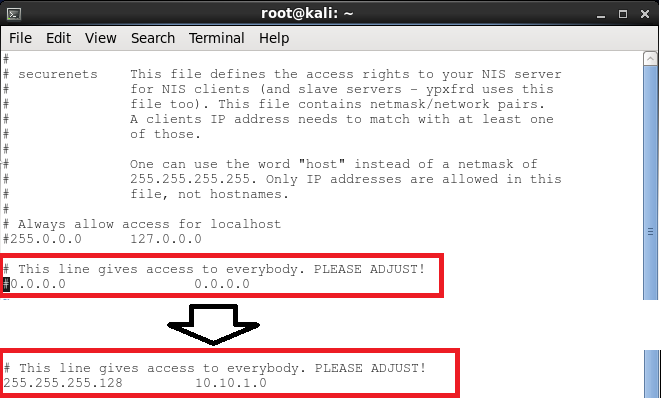 root@kali: ~
File Edit View Search Terminal Help
#
# securenets    This file defines the access rights to your NIS server
#               for NIS clients (and slave servers - ypxfrd uses this
#               file too). This file contains netmask/network pairs.
#               A clients IP address needs to match with at least one
#               of those.
#
#               One can use the word "host" instead of a netmask of
#               255.255.255.255. Only IP addresses are allowed in this
#               file, not hostnames.
#
# Always allow access for localhost
#255.0.0.0      127.0.0.0
# This line gives access to everybody. PLEASE ADJUST!
#0.0.0.0                0.0.0.0
# This line gives access to everybody. PLEASE ADJUST!
255.255.255.128         10.10.1.0